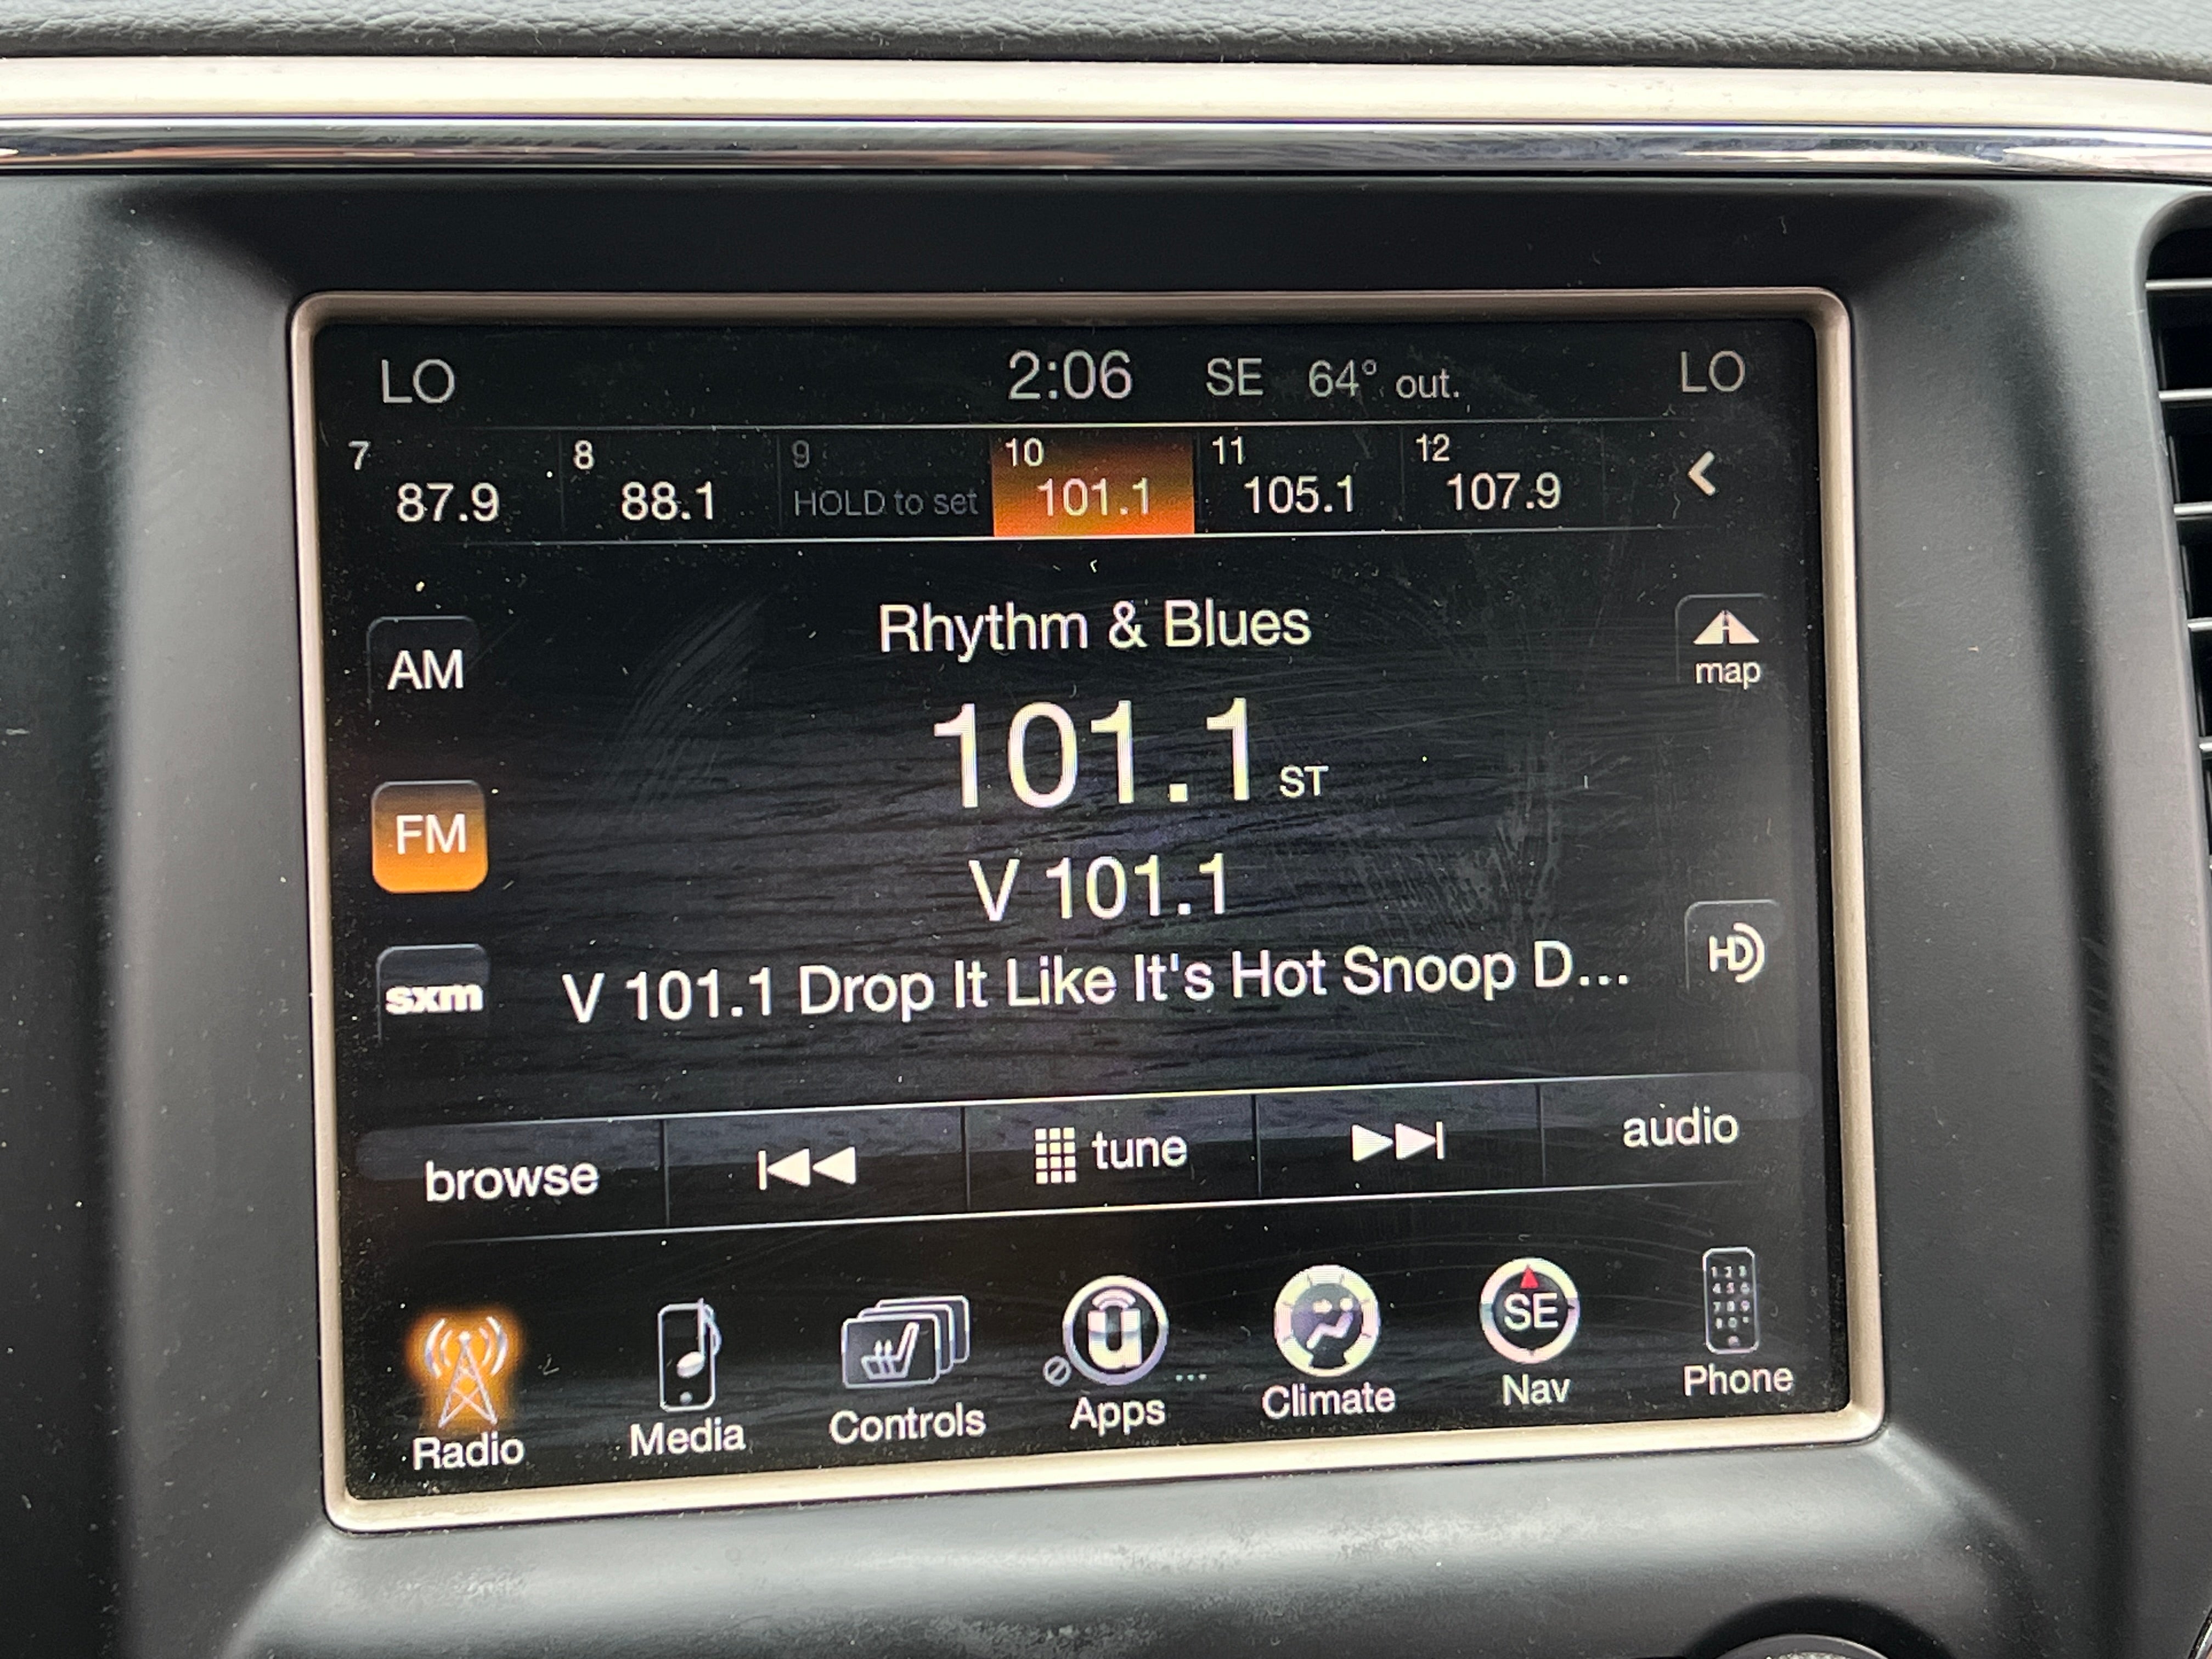 LO 2:06 SE 64° out. LO
7 8 9 10 11 12
87.9 88.1 HOLD to set 101.1 105.1 107.9
Rhythm & Blues
AM map
101.1 ST
FM
V 101.1
HD
sxm V 101.1 Drop It Like It's Hot Snoop D...
browse tune audio
SE
Radio Media Controls Apps ... Climate Nav Phone